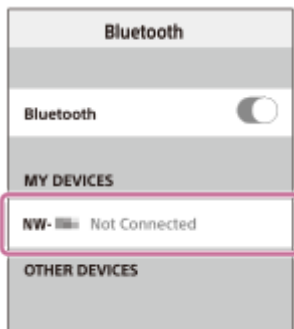 Bluetooth
Bluetooth
MY DEVICES
NW- Not Connected
OTHER DEVICES